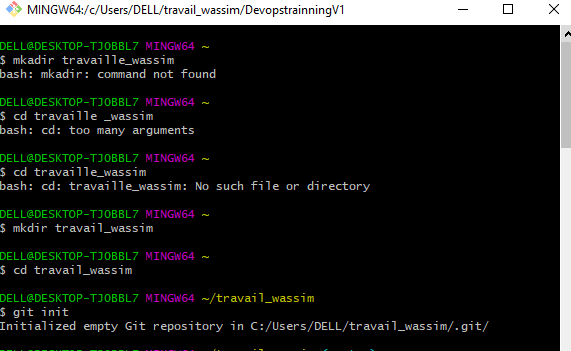 MINGW64:/c/Users/DELL/travail_wassim/DevopstrainningV1
DELL@DESKTOP-TJOBBL7 MINGW64 ~
$ mkadir travaille_wassim
bash: mkadir: command not found
DELL@DESKTOP-TJOBBL7 MINGW64 ~
$ cd travaille _wassim
bash: cd: too many arguments
DELL@DESKTOP-TJOBBL7 MINGW64 ~
$ cd travaille_wassim
bash: cd: travaille_wassim: No such file or directory
DELL@DESKTOP-TJOBBL7 MINGW64 ~
$ mkdir travail_wassim
DELL@DESKTOP-TJOBBL7 MINGW64 ~
$ cd travail_wassim
DELL@DESKTOP-TJOBBL7 MINGW64 ~/travail_wassim
$ git init
Initialized empty Git repository in C:/Users/DELL/travail_wassim/.git/